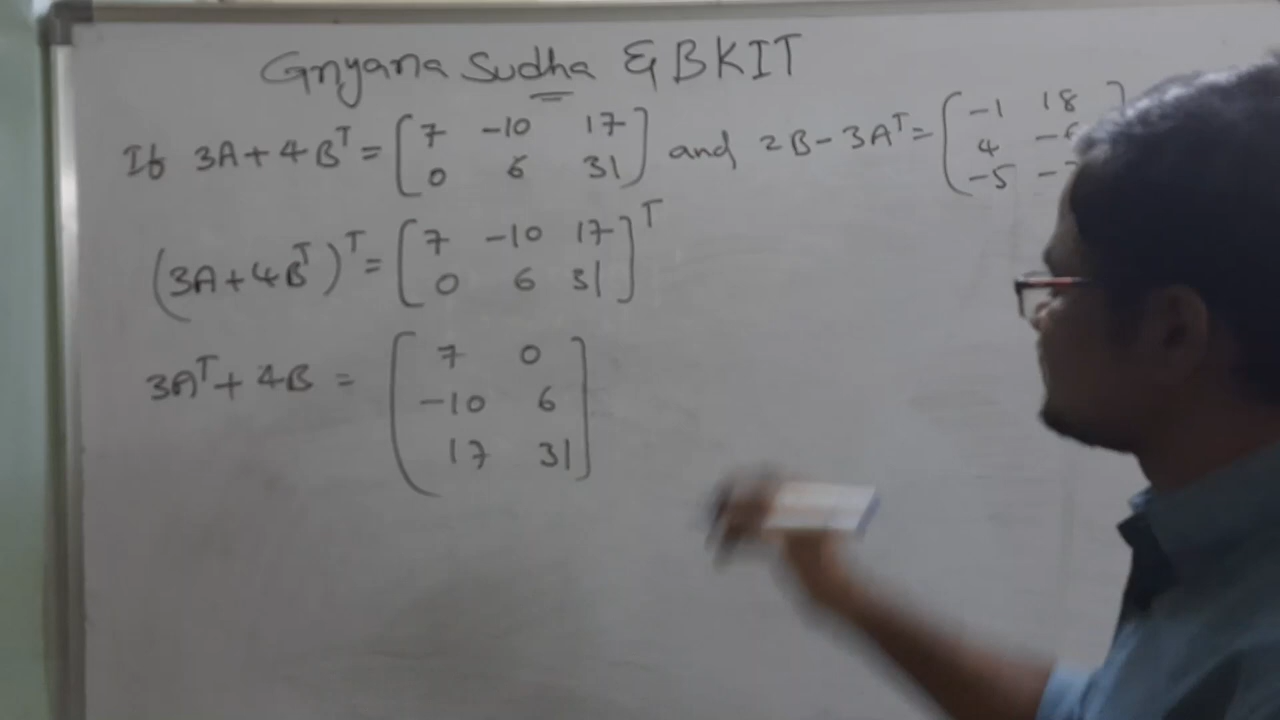 Gnyana Sudha & BKIT
If 3A + 4B^T = [7 -10 17; 0 6 31] and 2B - 3A^T = [-1 18; 4 -; -5 -
(3A + 4B^T)^T = [7 -10 17; 0 6 31]^T
3A^T + 4B = [7 0; -10 6; 17 31]